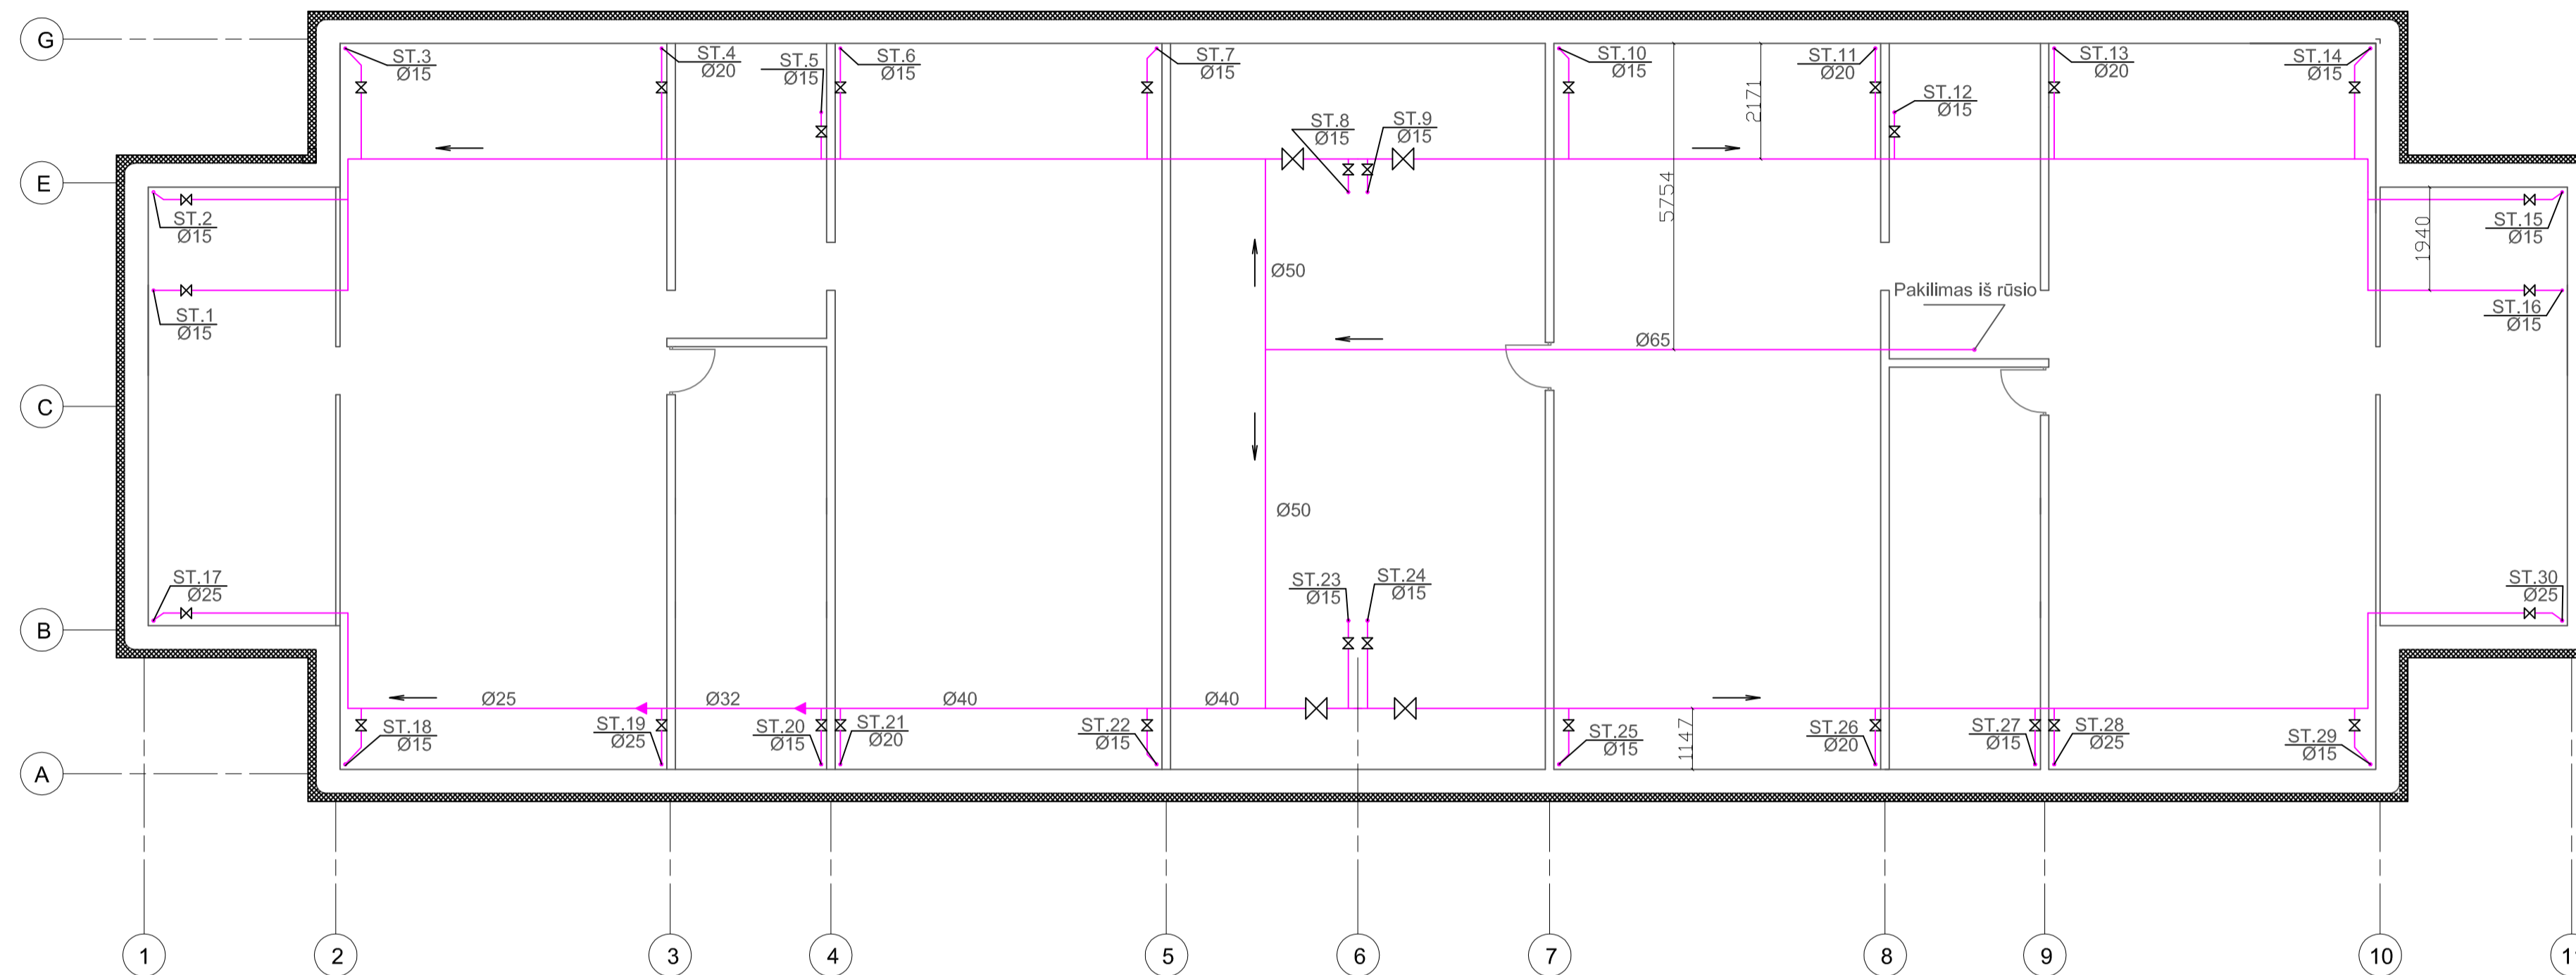 G
ST.3
Ø15
ST.4
Ø20
ST.5
Ø15
ST.6
Ø15
ST.7
Ø15
ST.10
Ø15
ST.11
Ø20
ST.13
Ø20
ST.14
Ø15
2171
ST.12
Ø15
ST.8
Ø15
ST.9
Ø15
E
ST.2
Ø15
5754
ST.15
Ø15
1940
Ø50
Pakilimas iš rūsio
ST.1
Ø15
ST.16
Ø15
Ø65
C
Ø50
ST.17
Ø25
ST.23
Ø15
ST.24
Ø15
ST.30
Ø25
B
Ø25
Ø32
Ø40
Ø40
ST.18
Ø15
ST.19
Ø25
ST.20
Ø15
ST.21
Ø20
ST.22
Ø15
ST.25
Ø15
1147
ST.26
Ø20
ST.27
Ø15
ST.28
Ø25
ST.29
Ø15
A
1
2
3
4
5
6
7
8
9
10